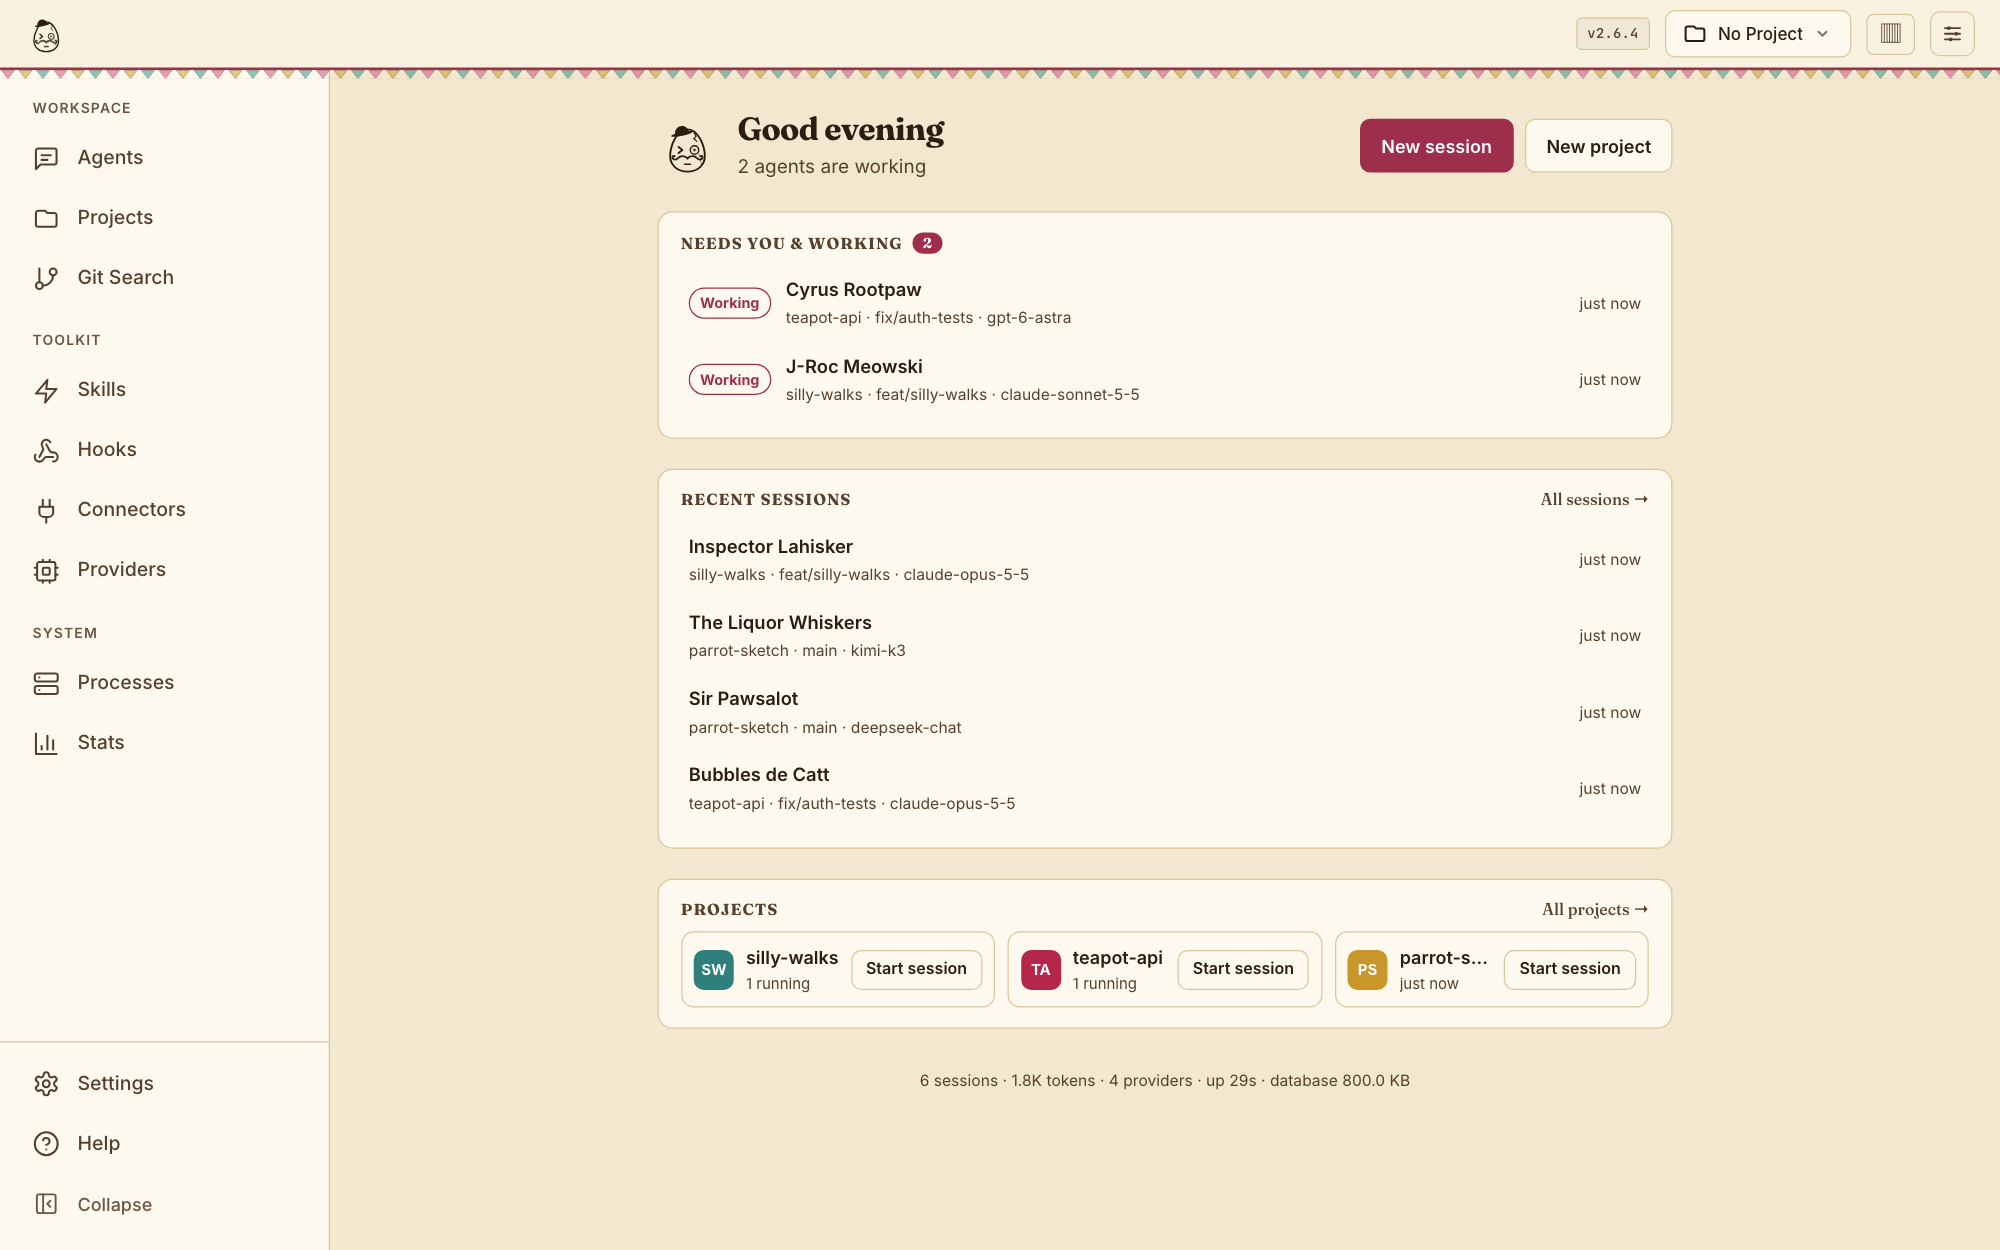 v2.6.4
No Project
WORKSPACE
Agents
Projects
Git Search
TOOLKIT
Skills
Hooks
Connectors
Providers
SYSTEM
Processes
Stats
Settings
Help
Collapse
Good evening
2 agents are working
New session
New project
NEEDS YOU & WORKING 2
Working
Cyrus Rootpaw
teapot-api · fix/auth-tests · gpt-6-astra
just now
Working
J-Roc Meowski
silly-walks · feat/silly-walks · claude-sonnet-5-5
just now
RECENT SESSIONS
All sessions →
Inspector Lahisker
silly-walks · feat/silly-walks · claude-opus-5-5
just now
The Liquor Whiskers
parrot-sketch · main · kimi-k3
just now
Sir Pawsalot
parrot-sketch · main · deepseek-chat
just now
Bubbles de Catt
teapot-api · fix/auth-tests · claude-opus-5-5
just now
PROJECTS
All projects →
SW
silly-walks
1 running
Start session
TA
teapot-api
1 running
Start session
PS
parrot-s...
just now
Start session
6 sessions · 1.8K tokens · 4 providers · up 29s · database 800.0 KB